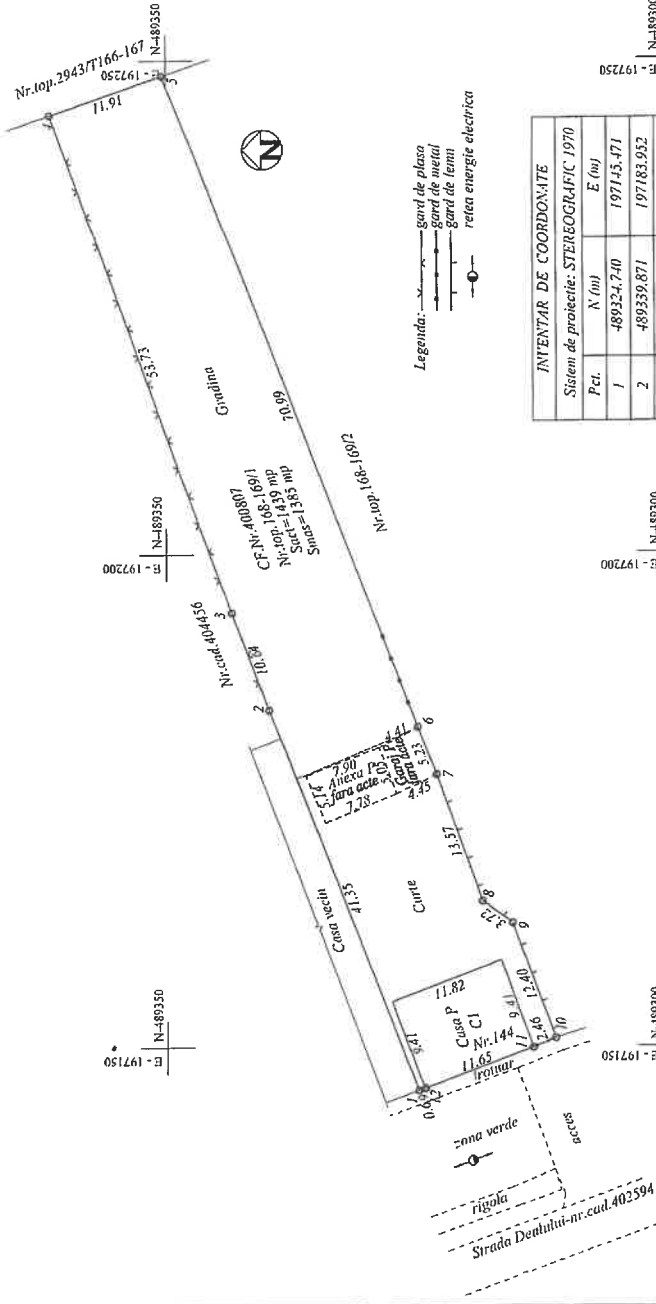 Nr.top.2943/T166-167
N-489350
E - 197250
4
5
11.91
53.73
N
Gradina
70.99
CF.Nr.400807
Nr.top.168-169/1
Sact=1439 mp
Smas=1385 mp
Nr.top.168-169/2
N-489350
E - 197200
Nr.cad.404456
3
10.64
2
Legenda:
gard de plasa
gard de metal
gard de lemn
retea energie electrica
Casa vecin
41.35
5.14
7.90
Anexa P
fara acte
7.78
5.05
4.41
Garaj P
fara acte
4.45
5.23
6
7
13.57
8
3.72
9
Curte
N-489350
E - 197150
11.82
9.41
9.41
Casa P
C1
Nr.144
11.65
12.40
2.46
10
11
1
12
trotuar
zona verde
acces
rigola
Strada Dealului-nr.cad.402594
INVENTAR DE COORDONATE
Sistem de proiectie: STEREOGRAFIC 1970
Pct. N (m) E (m)
1 489324.740 197145.471
2 489339.871 197183.952
E - 197250
N-489300
E - 197200
N-489300
E - 197150
N-489300